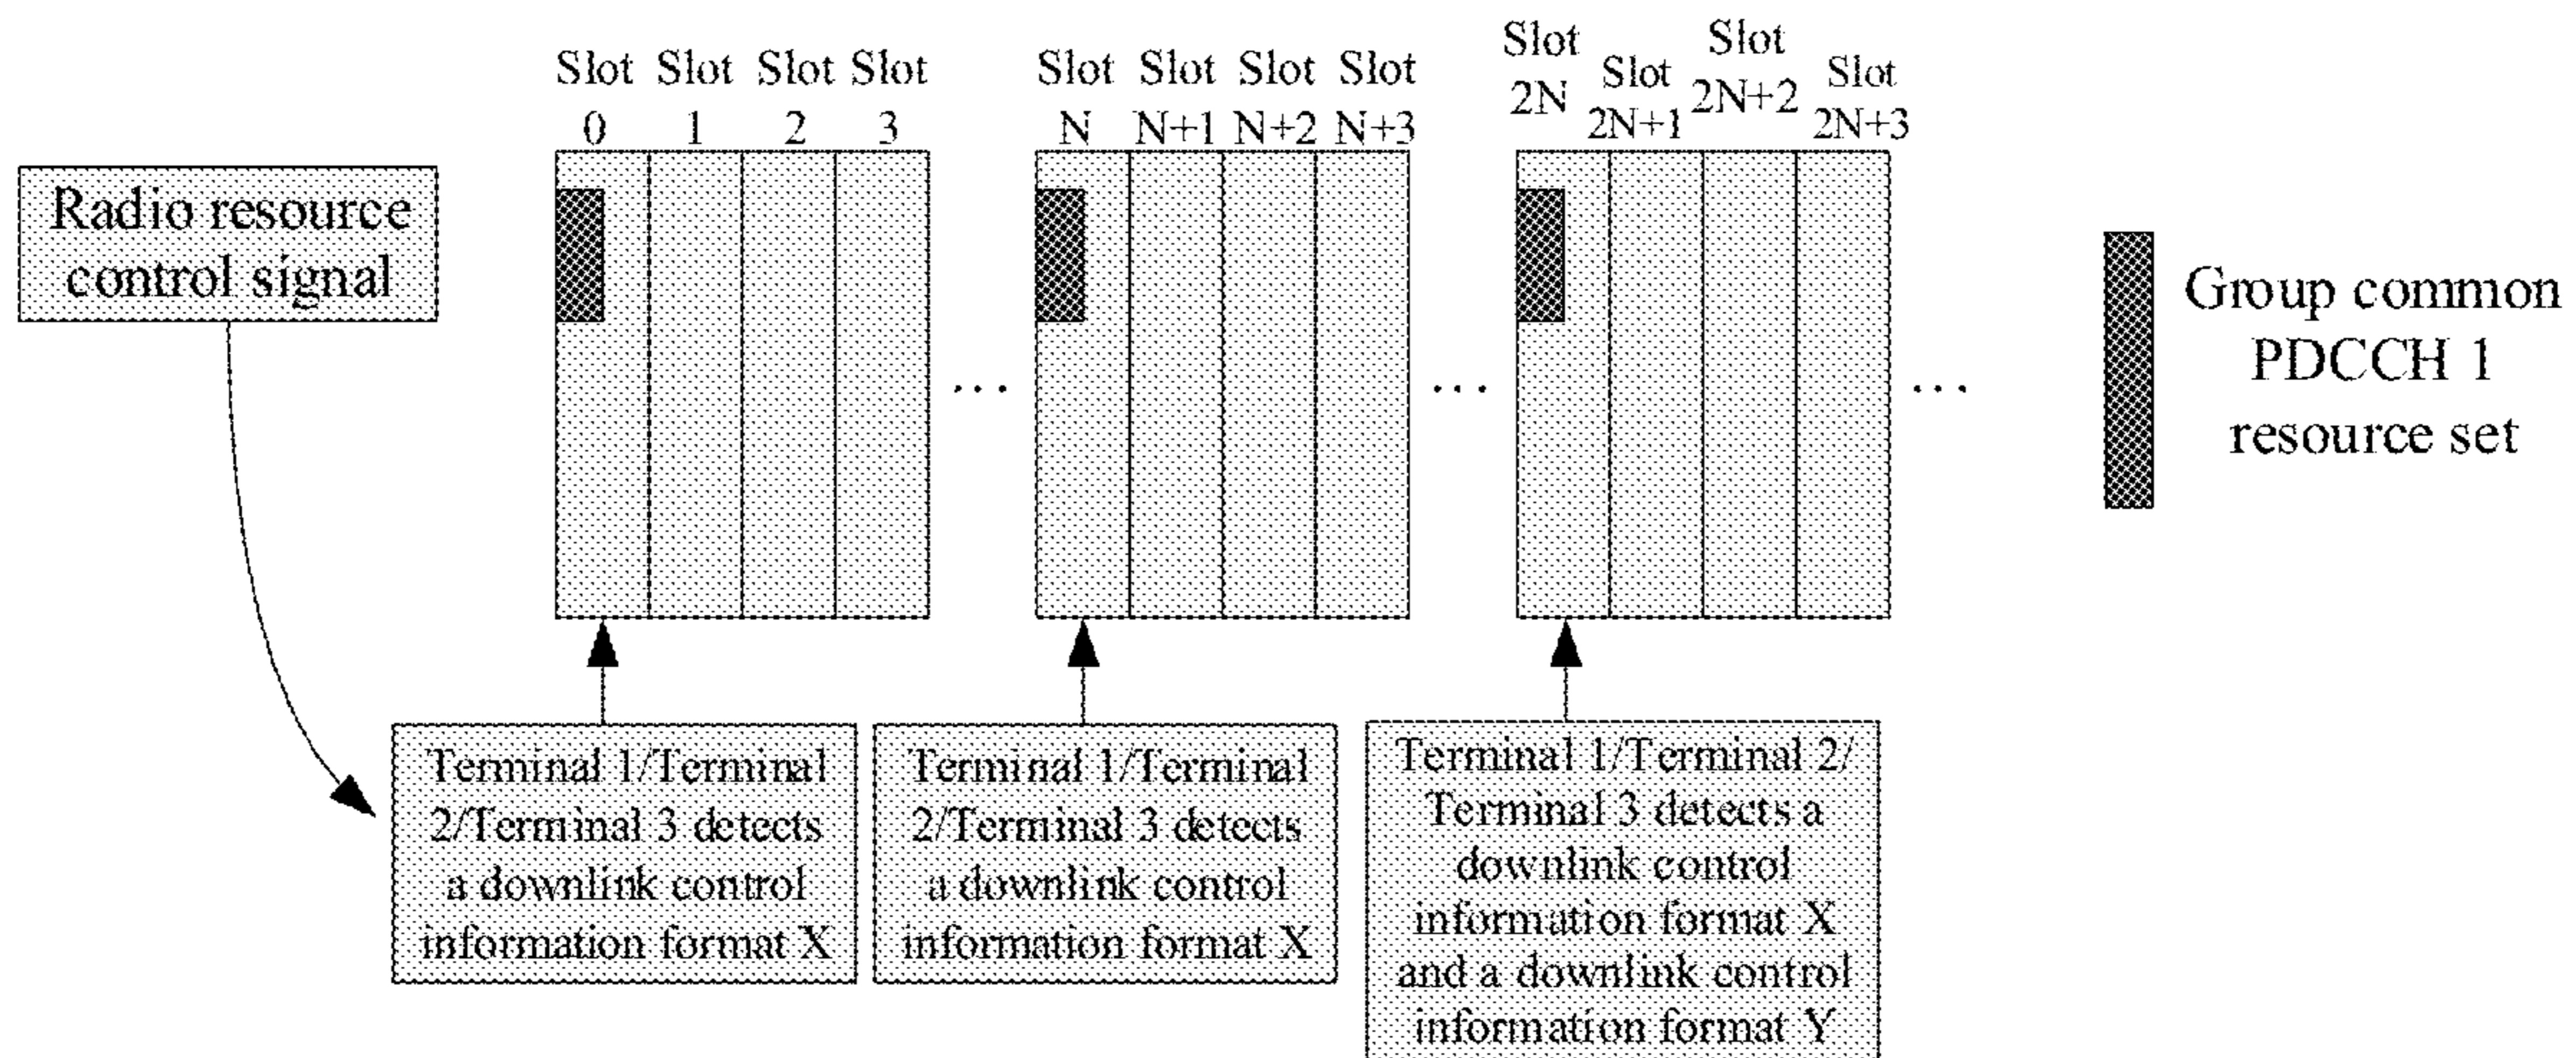 Radio resource
control signal
Slot Slot Slot Slot
0 1 2 3
Slot Slot Slot Slot
N N+1 N+2 N+3
Slot
2N
Slot
2N+1
Slot
2N+2
Slot
2N+3
...
...
...
Group common
PDCCH 1
resource set
Terminal 1/Terminal
2/Terminal 3 detects
a downlink control
information format X
Terminal 1/Terminal
2/Terminal 3 detects
a downlink control
information format X
Terminal 1/Terminal 2/
Terminal 3 detects a
downlink control
information format X
and a downlink control
information format Y